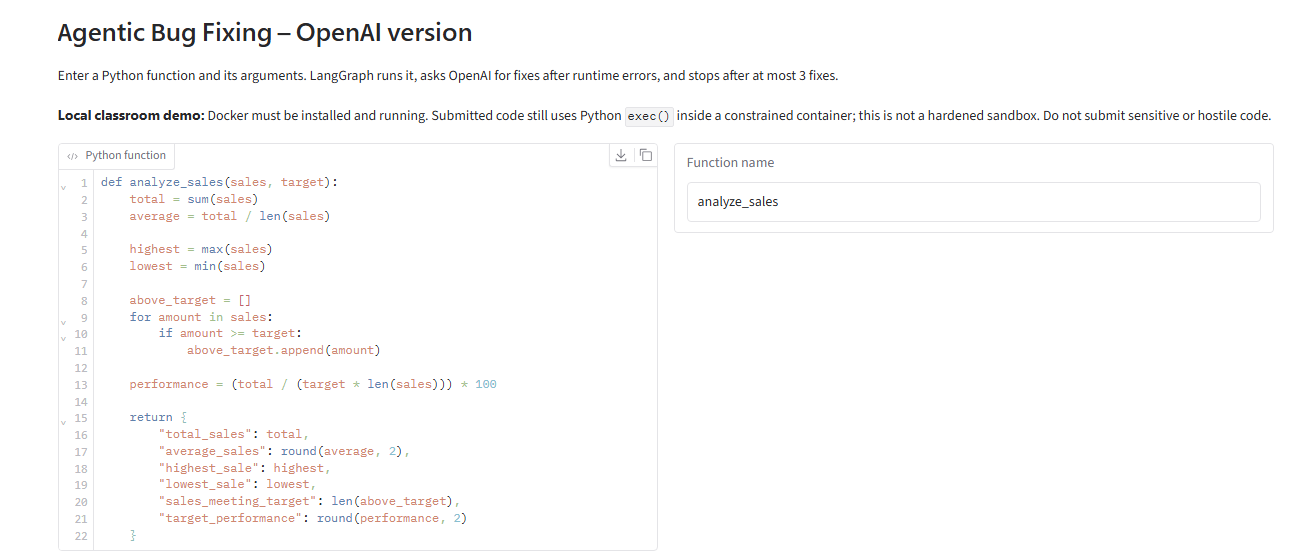 Agentic Bug Fixing – OpenAI version
Enter a Python function and its arguments. LangGraph runs it, asks OpenAI for fixes after runtime errors, and stops after at most 3 fixes.
Local classroom demo: Docker must be installed and running. Submitted code still uses Python exec() inside a constrained container; this is not a hardened sandbox. Do not submit sensitive or hostile code.
Python function
1 def analyze_sales(sales, target):
2     total = sum(sales)
3     average = total / len(sales)
4
5     highest = max(sales)
6     lowest = min(sales)
7
8     above_target = []
9     for amount in sales:
10         if amount >= target:
11             above_target.append(amount)
12
13     performance = (total / (target * len(sales))) * 100
14
15     return {
16         "total_sales": total,
17         "average_sales": round(average, 2),
18         "highest_sale": highest,
19         "lowest_sale": lowest,
20         "sales_meeting_target": len(above_target),
21         "target_performance": round(performance, 2)
22     }
Function name
analyze_sales